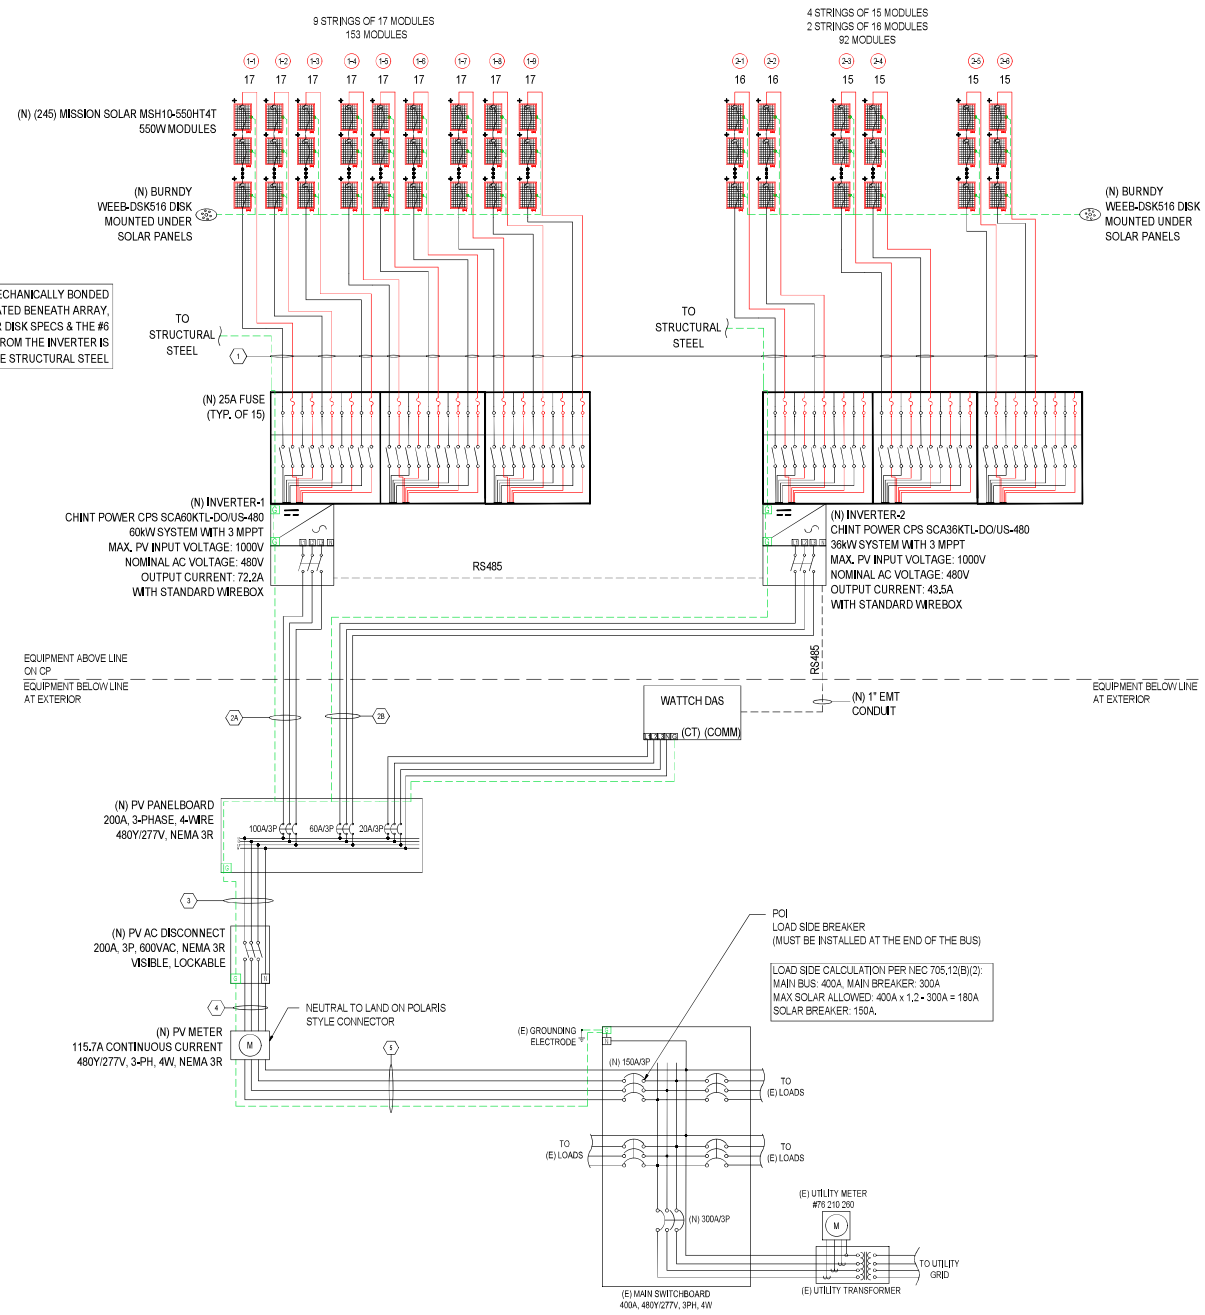 9 STRINGS OF 17 MODULES
153 MODULES
4 STRINGS OF 15 MODULES
2 STRINGS OF 16 MODULES
92 MODULES
1-1 1-2 1-3 1-4 1-5 1-6 1-7 1-8 1-9
17 17 17 17 17 17 17 17 17
2-1 2-2 2-3 2-4 2-5 2-6
16 16 15 15 15 15
(N) (245) MISSION SOLAR MSH10-550HT4T
550W MODULES
(N) BURNDY
WEEB-DSK516 DISK
MOUNTED UNDER
SOLAR PANELS
(N) BURNDY
WEEB-DSK516 DISK
MOUNTED UNDER
SOLAR PANELS
ECHANICALLY BONDED
ATED BENEATH ARRAY,
R DISK SPECS & THE #6
ROM THE INVERTER IS
E STRUCTURAL STEEL
TO
STRUCTURAL
STEEL
TO
STRUCTURAL
STEEL
1
(N) 25A FUSE
(TYP. OF 15)
(N) INVERTER-1
CHINT POWER CPS SCA60KTL-DO/US-480
60kW SYSTEM WITH 3 MPPT
MAX. PV INPUT VOLTAGE: 1000V
NOMINAL AC VOLTAGE: 480V
OUTPUT CURRENT: 72.2A
WITH STANDARD WIREBOX
G
G
L1 L2 L3 N
RS485
G
G
L1 L2 L3 N
(N) INVERTER-2
CHINT POWER CPS SCA36KTL-DO/US-480
36kW SYSTEM WITH 3 MPPT
MAX. PV INPUT VOLTAGE: 1000V
NOMINAL AC VOLTAGE: 480V
OUTPUT CURRENT: 43.5A
WITH STANDARD WIREBOX
RS485
EQUIPMENT ABOVE LINE
ON CP
EQUIPMENT BELOW LINE
AT EXTERIOR
EQUIPMENT BELOW LINE
AT EXTERIOR
2A
2B
WATTCH DAS
L1 L2 L3 N G (CT) (COMM)
(N) 1" EMT
CONDUIT
(N) PV PANELBOARD
200A, 3-PHASE, 4-WIRE
480Y/277V, NEMA 3R
100A/3P 60A/3P 20A/3P
G
3
(N) PV AC DISCONNECT
200A, 3P, 600VAC, NEMA 3R
VISIBLE, LOCKABLE
G N
4
NEUTRAL TO LAND ON POLARIS
STYLE CONNECTOR
(N) PV METER
115.7A CONTINUOUS CURRENT
480Y/277V, 3-PH, 4W, NEMA 3R
M
5
POI
LOAD SIDE BREAKER
(MUST BE INSTALLED AT THE END OF THE BUS)
LOAD SIDE CALCULATION PER NEC 705.12(B)(2):
MAIN BUS: 400A, MAIN BREAKER: 300A
MAX SOLAR ALLOWED: 400A x 1.2 - 300A = 180A
SOLAR BREAKER: 150A.
(E) GROUNDING
ELECTRODE
G
N
(N) 150A/3P
TO
(E) LOADS
TO
(E) LOADS
TO
(E) LOADS
(N) 300A/3P
(E) UTILITY METER
#76 210 260
M
TO UTILITY
GRID
(E) UTILITY TRANSFORMER
(E) MAIN SWITCHBOARD
400A, 480Y/277V, 3PH, 4W